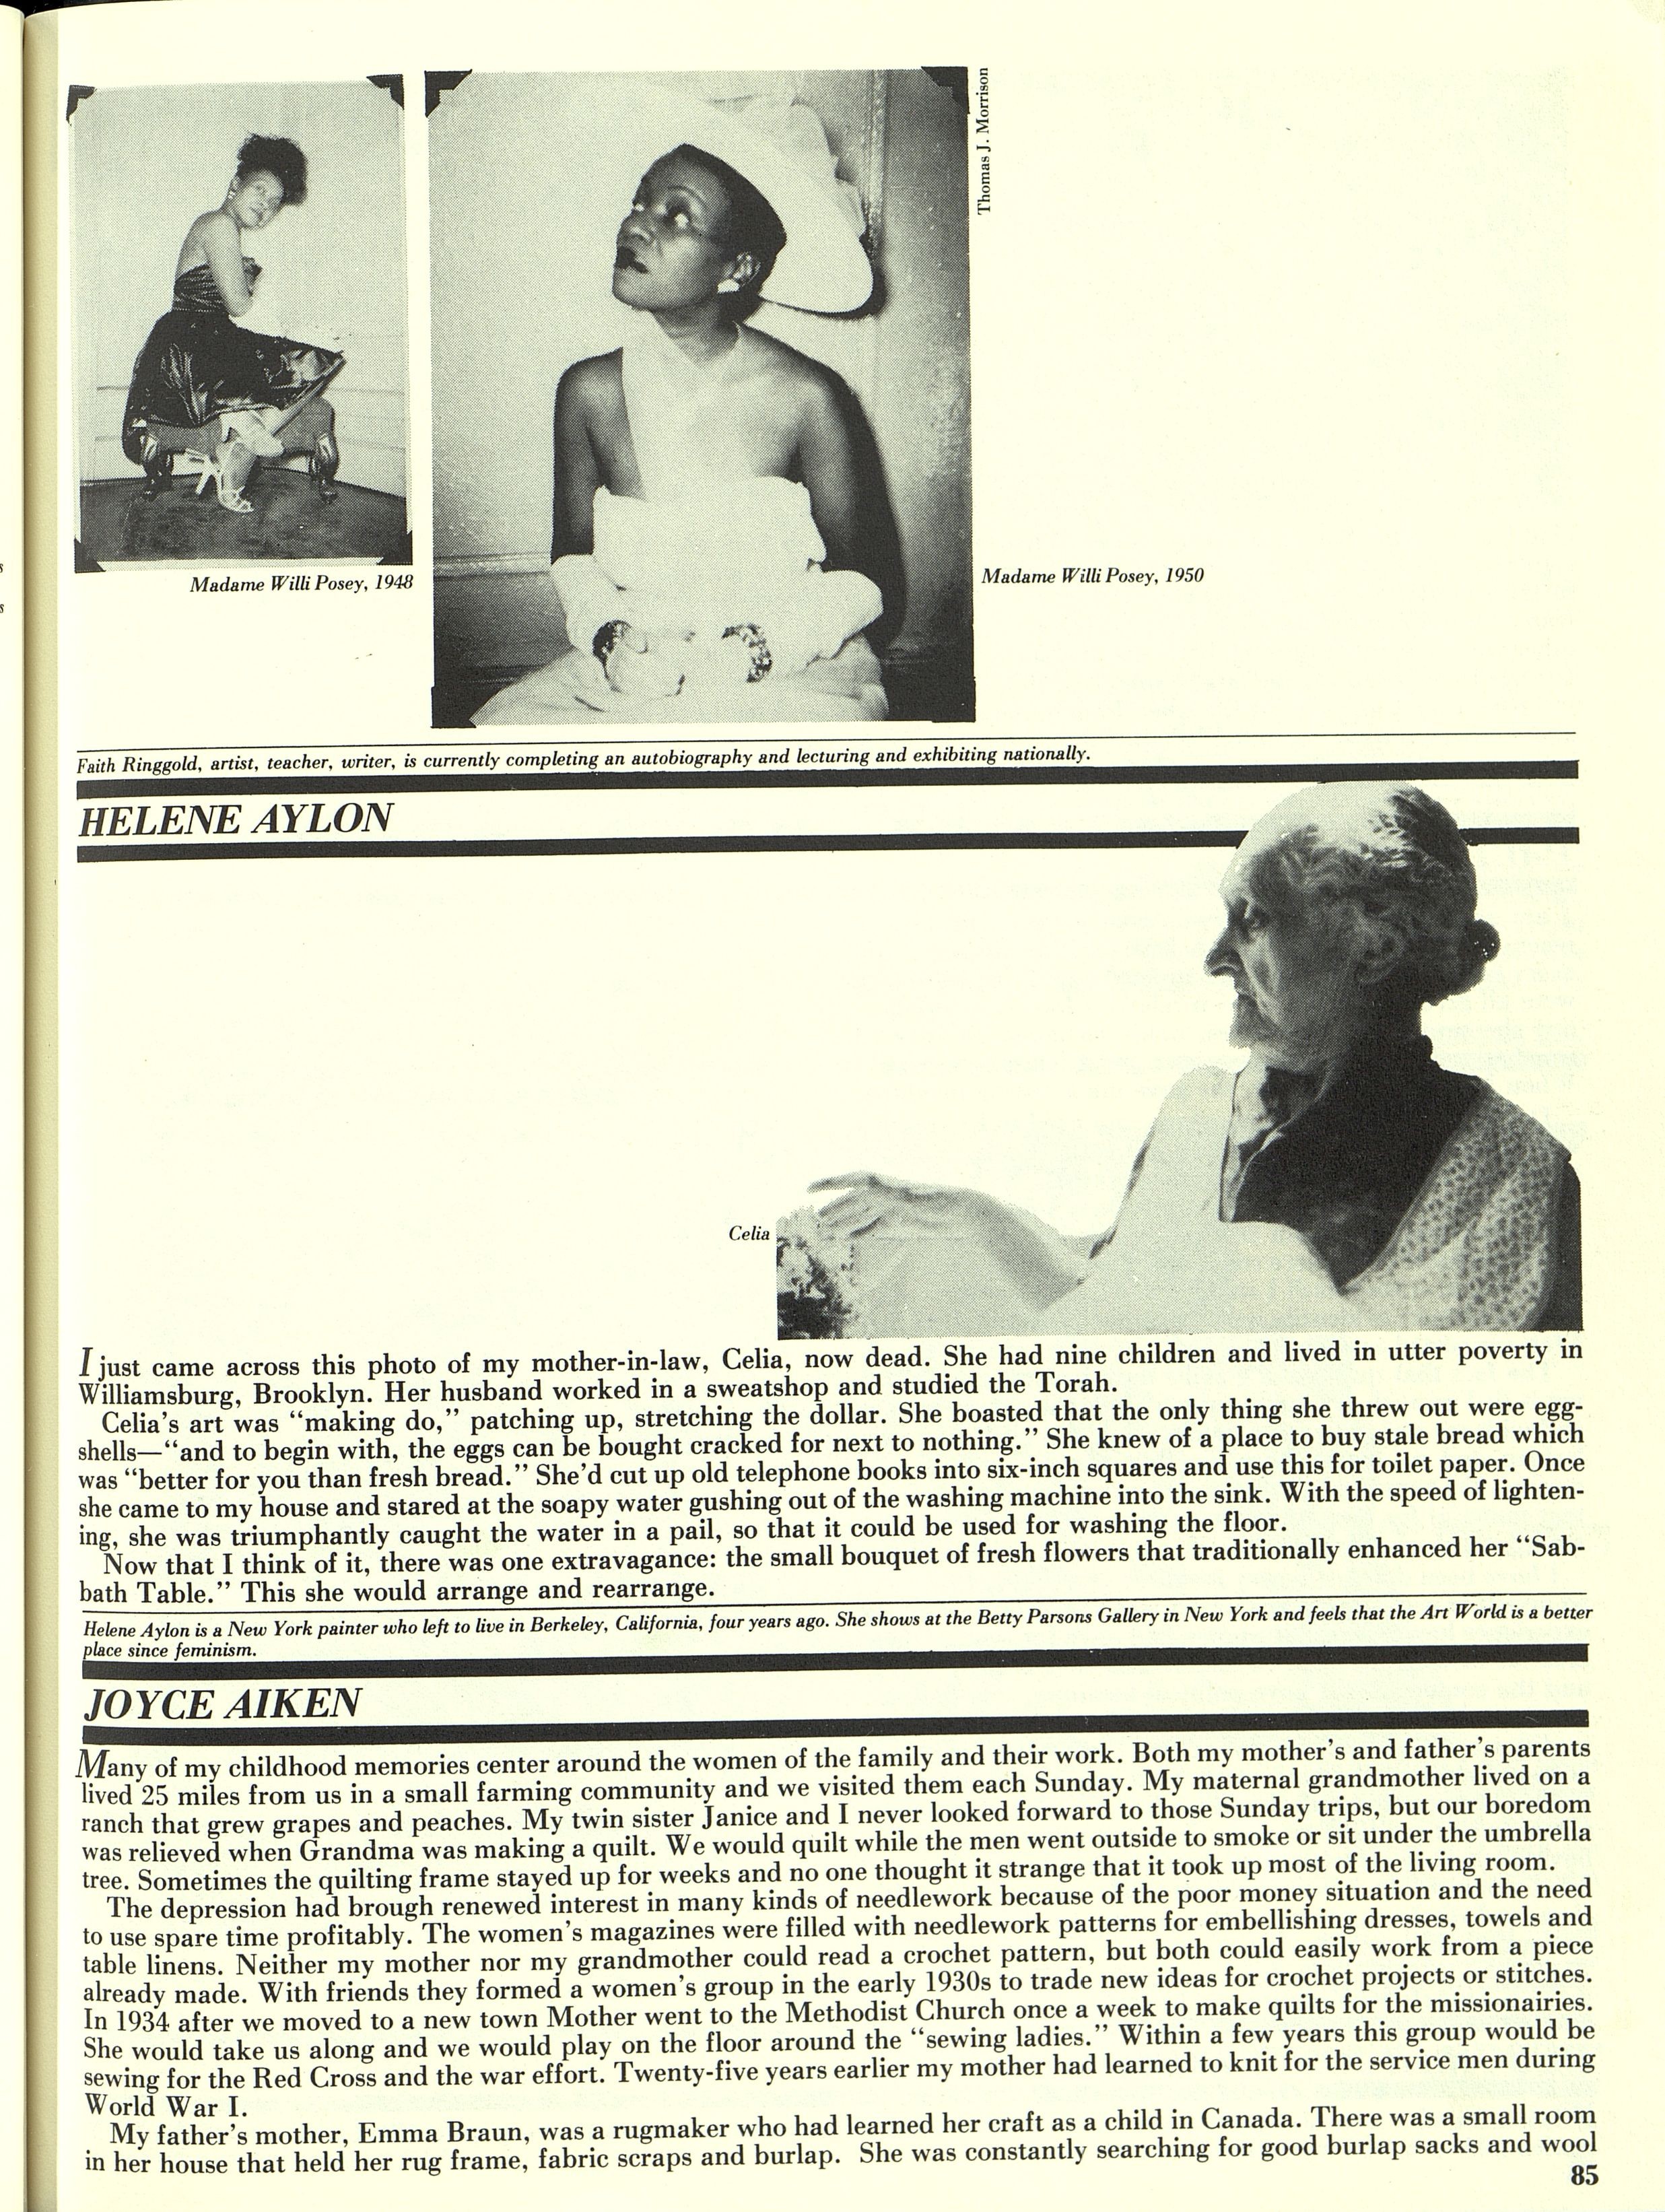 Thomas J. Morrison
Madame Willi Posey, 1948
Madame Willi Posey, 1950
Faith Ringgold, artist, teacher, writer, is currently completing an autobiography and lecturing and exhibiting nationally.
HELENE AYLON
Celia
I just came across this photo of my mother-in-law, Celia, now dead. She had nine children and lived in utter poverty in
Williamsburg, Brooklyn. Her husband worked in a sweatshop and studied the Torah.
Celia's art was “making do,” patching up, stretching the dollar. She boasted that the only thing she threw out were egg-
shells—“and to begin with, the eggs can be bought cracked for next to nothing.” She knew of a place to buy stale bread which
was “better for you than fresh bread.” She'd cut up old telephone books into six-inch squares and use this for toilet paper. Once
she came to my house and stared at the soapy water gushing out of the washing machine into the sink. With the speed of lighten-
ing, she was triumphantly caught the water in a pail, so that it could be used for washing the floor.
Now that I think of it, there was one extravagance: the small bouquet of fresh flowers that traditionally enhanced her “Sab-
bath Table.” This she would arrange and rearrange.
Helene Aylon is a New York painter who left to live in Berkeley, California, four years ago. She shows at the Betty Parsons Gallery in New York and feels that the Art World is a better
place since feminism.
JOYCE AIKEN
Many of my childhood memories center around the women of the family and their work. Both my mother's and father's parents
lived 25 miles from us in a small farming community and we visited them each Sunday. My maternal grandmother lived on a
ranch that grew grapes and peaches. My twin sister Janice and I never looked forward to those Sunday trips, but our boredom
was relieved when Grandma was making a quilt. We would quilt while the men went outside to smoke or sit under the umbrella
tree. Sometimes the quilting frame stayed up for weeks and no one thought it strange that it took up most of the living room.
The depression had brough renewed interest in many kinds of needlework because of the poor money situation and the need
to use spare time profitably. The women's magazines were filled with needlework patterns for embellishing dresses, towels and
table linens. Neither my mother nor my grandmother could read a crochet pattern, but both could easily work from a piece
already made. With friends they formed a women's group in the early 1930s to trade new ideas for crochet projects or stitches.
In 1934 after we moved to a new town Mother went to the Methodist Church once a week to make quilts for the missionairies.
She would take us along and we would play on the floor around the “sewing ladies.” Within a few years this group would be
sewing for the Red Cross and the war effort. Twenty-five years earlier my mother had learned to knit for the service men during
World War I.
My father's mother, Emma Braun, was a rugmaker who had learned her craft as a child in Canada. There was a small room
in her house that held her rug frame, fabric scraps and burlap. She was constantly searching for good burlap sacks and wool
85